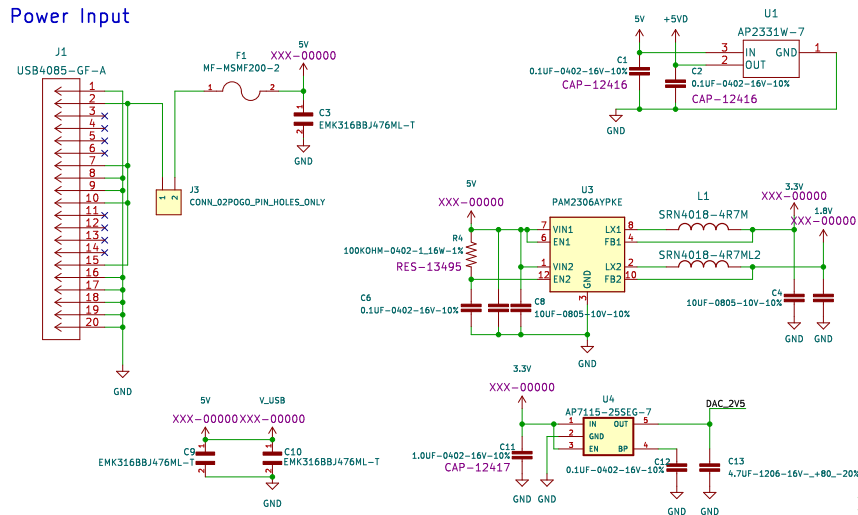 Power Input
J1
USB4085-GF-A
1
2
3
4
5
6
7
8
9
10
11
12
13
14
15
16
17
18
19
20
GND
F1
MF-MSMF200-2
1
2
5V
XXX-00000
1
2
C3
EMK316BBJ476ML-T
GND
1
2
J3
CONN_02POGO_PIN_HOLES_ONLY
5V
+5VD
U1
AP2331W-7
3
IN
GND
1
2
OUT
C1
0.1UF-0402-16V-10%
CAP-12416
C2
0.1UF-0402-16V-10%
CAP-12416
GND
5V
XXX-00000
U3
PAM2306AYPKE
7
VIN1
6
EN1
1
VIN2
12
EN2
LX1
8
FB1
4
LX2
2
FB2
10
GND
3
R4
100KOHM-0402-1_16W-1%
RES-13495
C6
0.1UF-0402-16V-10%
C8
10UF-0805-10V-10%
GND
L1
SRN4018-4R7M
SRN4018-4R7ML2
3.3V
XXX-00000
1.8V
XXX-00000
C4
10UF-0805-10V-10%
GND
GND
5V
V_USB
XXX-00000
XXX-00000
1
2
C9
EMK316BBJ476ML-T
1
2
C10
EMK316BBJ476ML-T
GND
3.3V
XXX-00000
U4
AP7115-25SEG-7
1
IN
2
GND
3
EN
OUT
5
BP
4
DAC_2V5
C11
1.0UF-0402-16V-10%
CAP-12417
GND
GND
C12
0.1UF-0402-16V-10%
GND
C13
4.7UF-1206-16V-_+80_-20%
GND